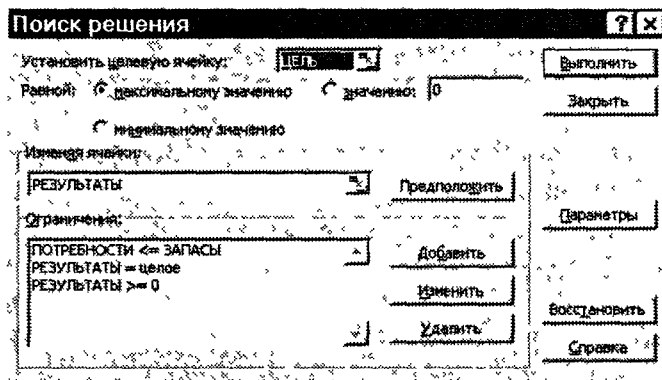 Поиск решения
Установить целевую ячейку: ЦЕЛЬ
Выполнить
Равной: максимальному значению значению: 0
Закрыть
минимальному значению
Изменяя ячейки:
РЕЗУЛЬТАТЫ
Предположить
Параметры
Ограничения:
ПОТРЕБНОСТИ <= ЗАПАСЫ
РЕЗУЛЬТАТЫ = целое
РЕЗУЛЬТАТЫ >= 0
Добавить
Изменить
Удалить
Восстановить
Справка